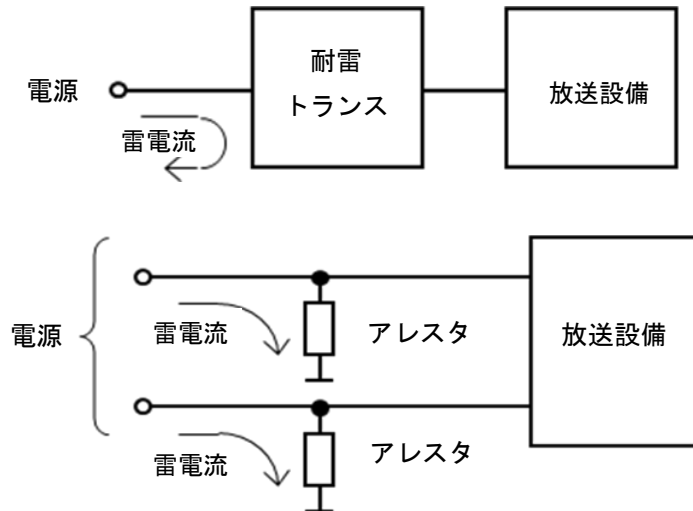 耐雷
トランス
電源
放送設備
雷電流
電源
雷電流
アレスタ
放送設備
雷電流
アレスタ